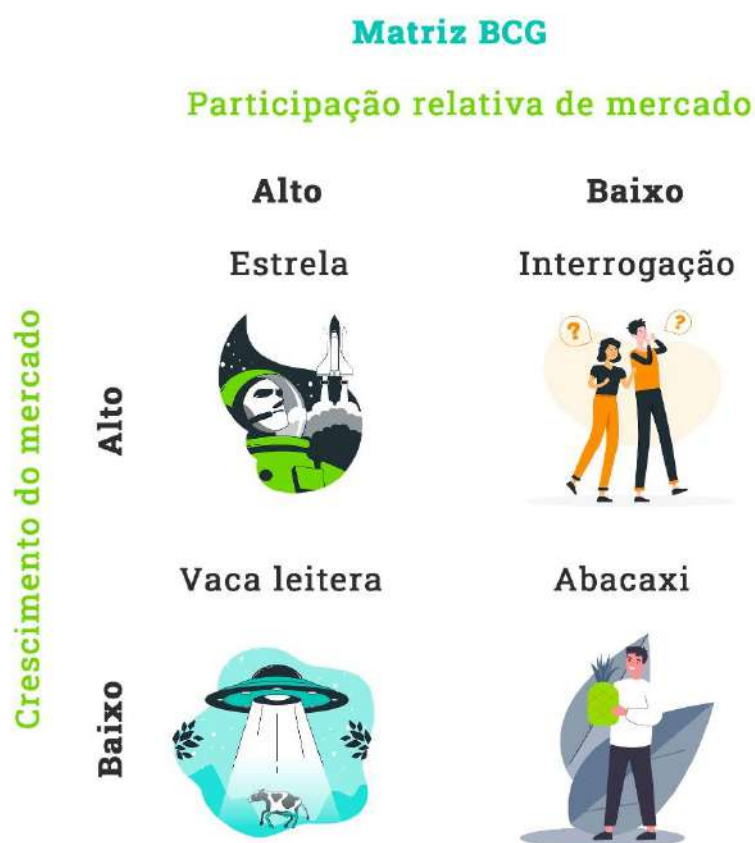 Matriz BCG
Participação relativa de mercado
Alto
Baixo
Estrela
Interrogação
Crescimento do mercado
Alto
?
?
Vaca leitera
Abacaxi
Baixo